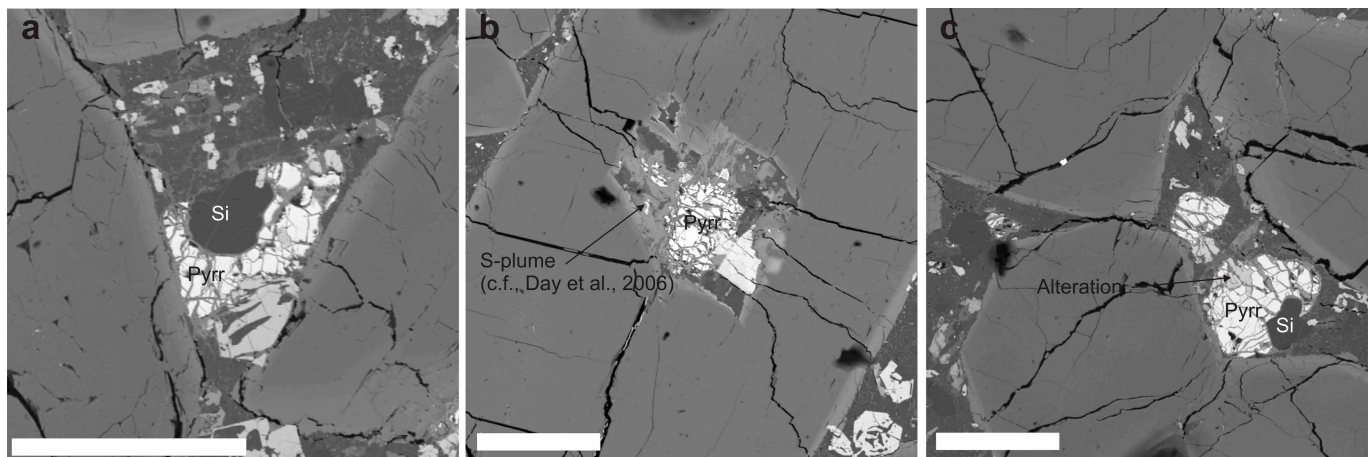 a
Si
Pyrr
b
Pyrr
S-plume
(c.f., Day et al., 2006)
c
Alteration
Pyrr
Si